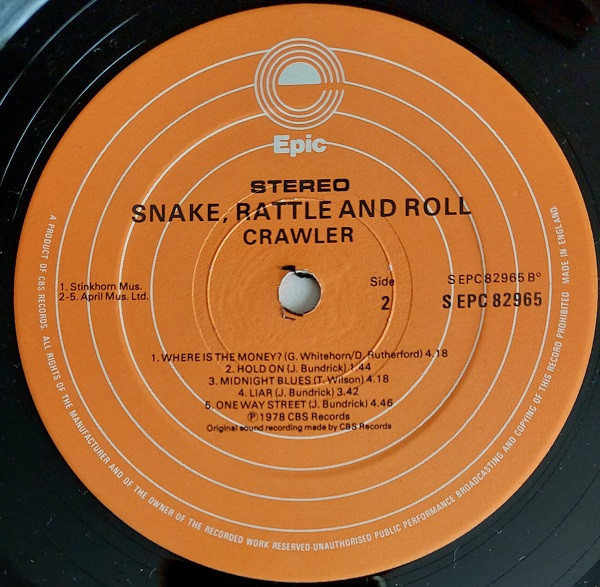 Epic
STEREO
SNAKE, RATTLE AND ROLL
CRAWLER
1. Stinkhorn Mus.
2-5. April Mus. Ltd.
Side
2
S EPC 82965 B°
S EPC 82965
1. WHERE IS THE MONEY? (G. Whitehorn/D. Rutherford) 4.18
2. HOLD ON (J. Bundrick) 1.44
3. MIDNIGHT BLUES (T. Wilson) 4.18
4. LIAR (J. Bundrick) 3.42
5. ONE WAY STREET (J. Bundrick) 4.46
Ⓟ 1978 CBS Records
Original sound recording made by CBS Records
A PRODUCT OF CBS RECORDS. ALL RIGHTS OF THE MANUFACTURER AND OF THE OWNER OF THE RECORDED WORK RESERVED-UNAUTHORISED PUBLIC PERFORMANCE BROADCASTING AND COPYING OF THIS RECORD PROHIBITED MADE IN ENGLAND.